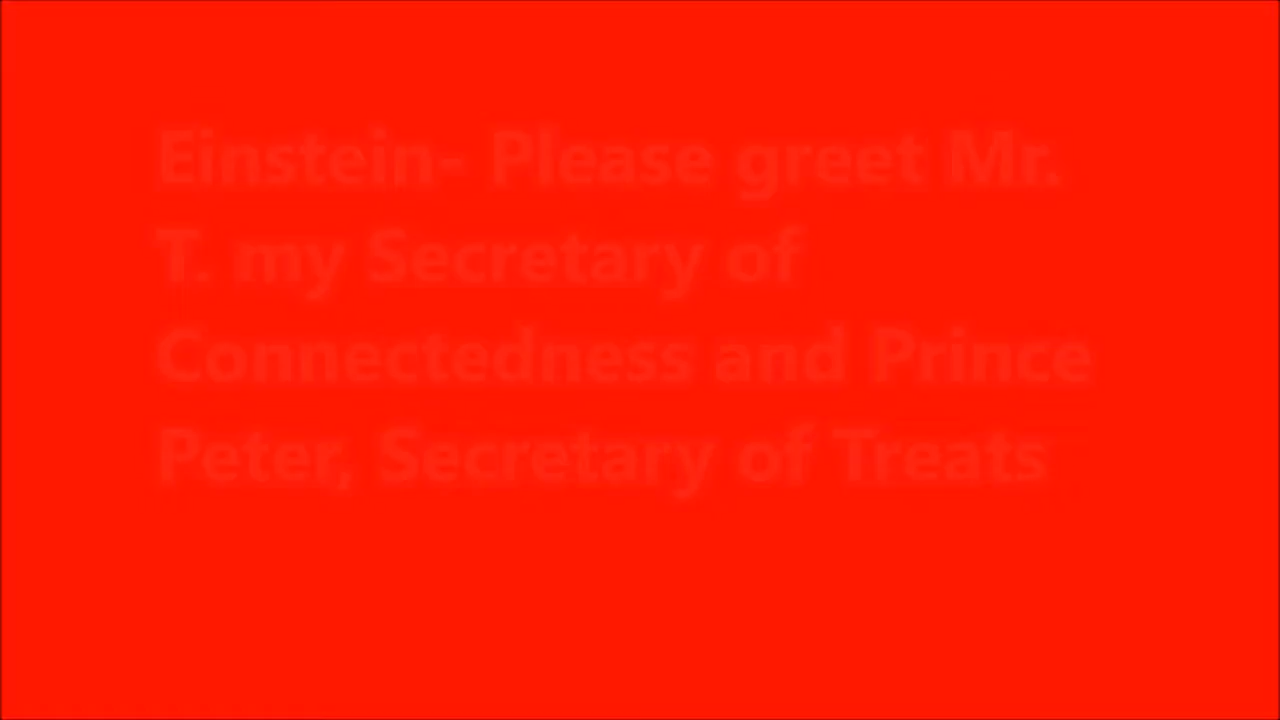 Einstein- Please greet Mr.
T. my Secretary of
Connectedness and Prince
Peter, Secretary of Treats